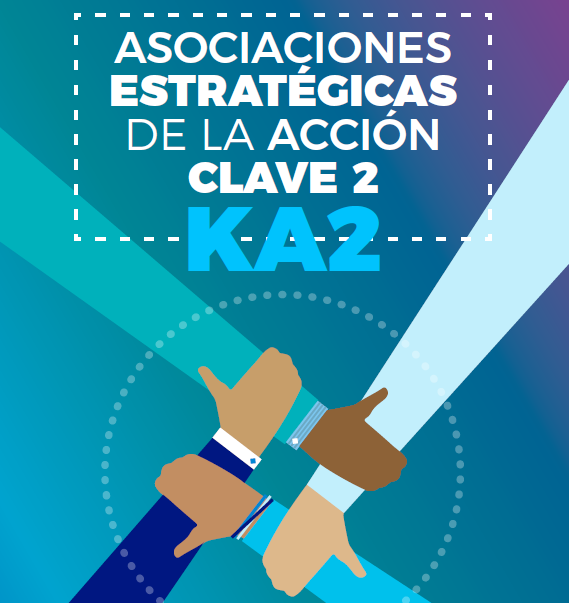 ASOCIACIONES
ESTRATÉGICAS
DE LA ACCIÓN
CLAVE 2
KA2